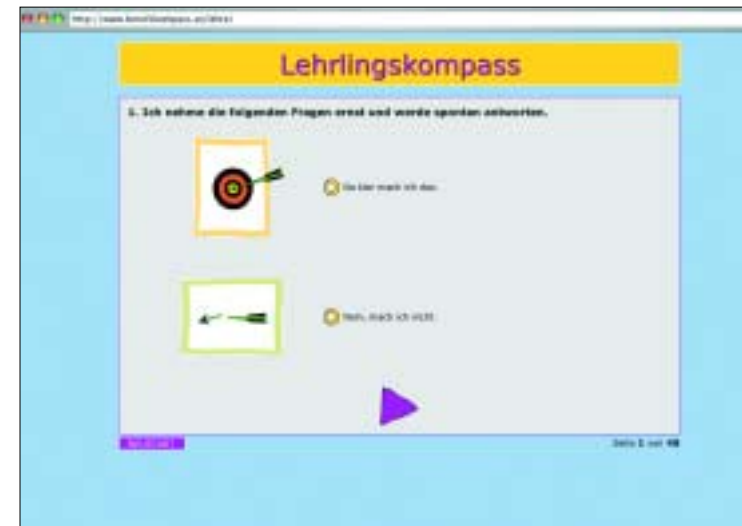 Lehrlingskompass
1. Ich nehme die folgenden Fragen ernst und werde spontan antworten.
Na klar mach ich das.
Nein, mach ich nicht.
Seite 1 von 48